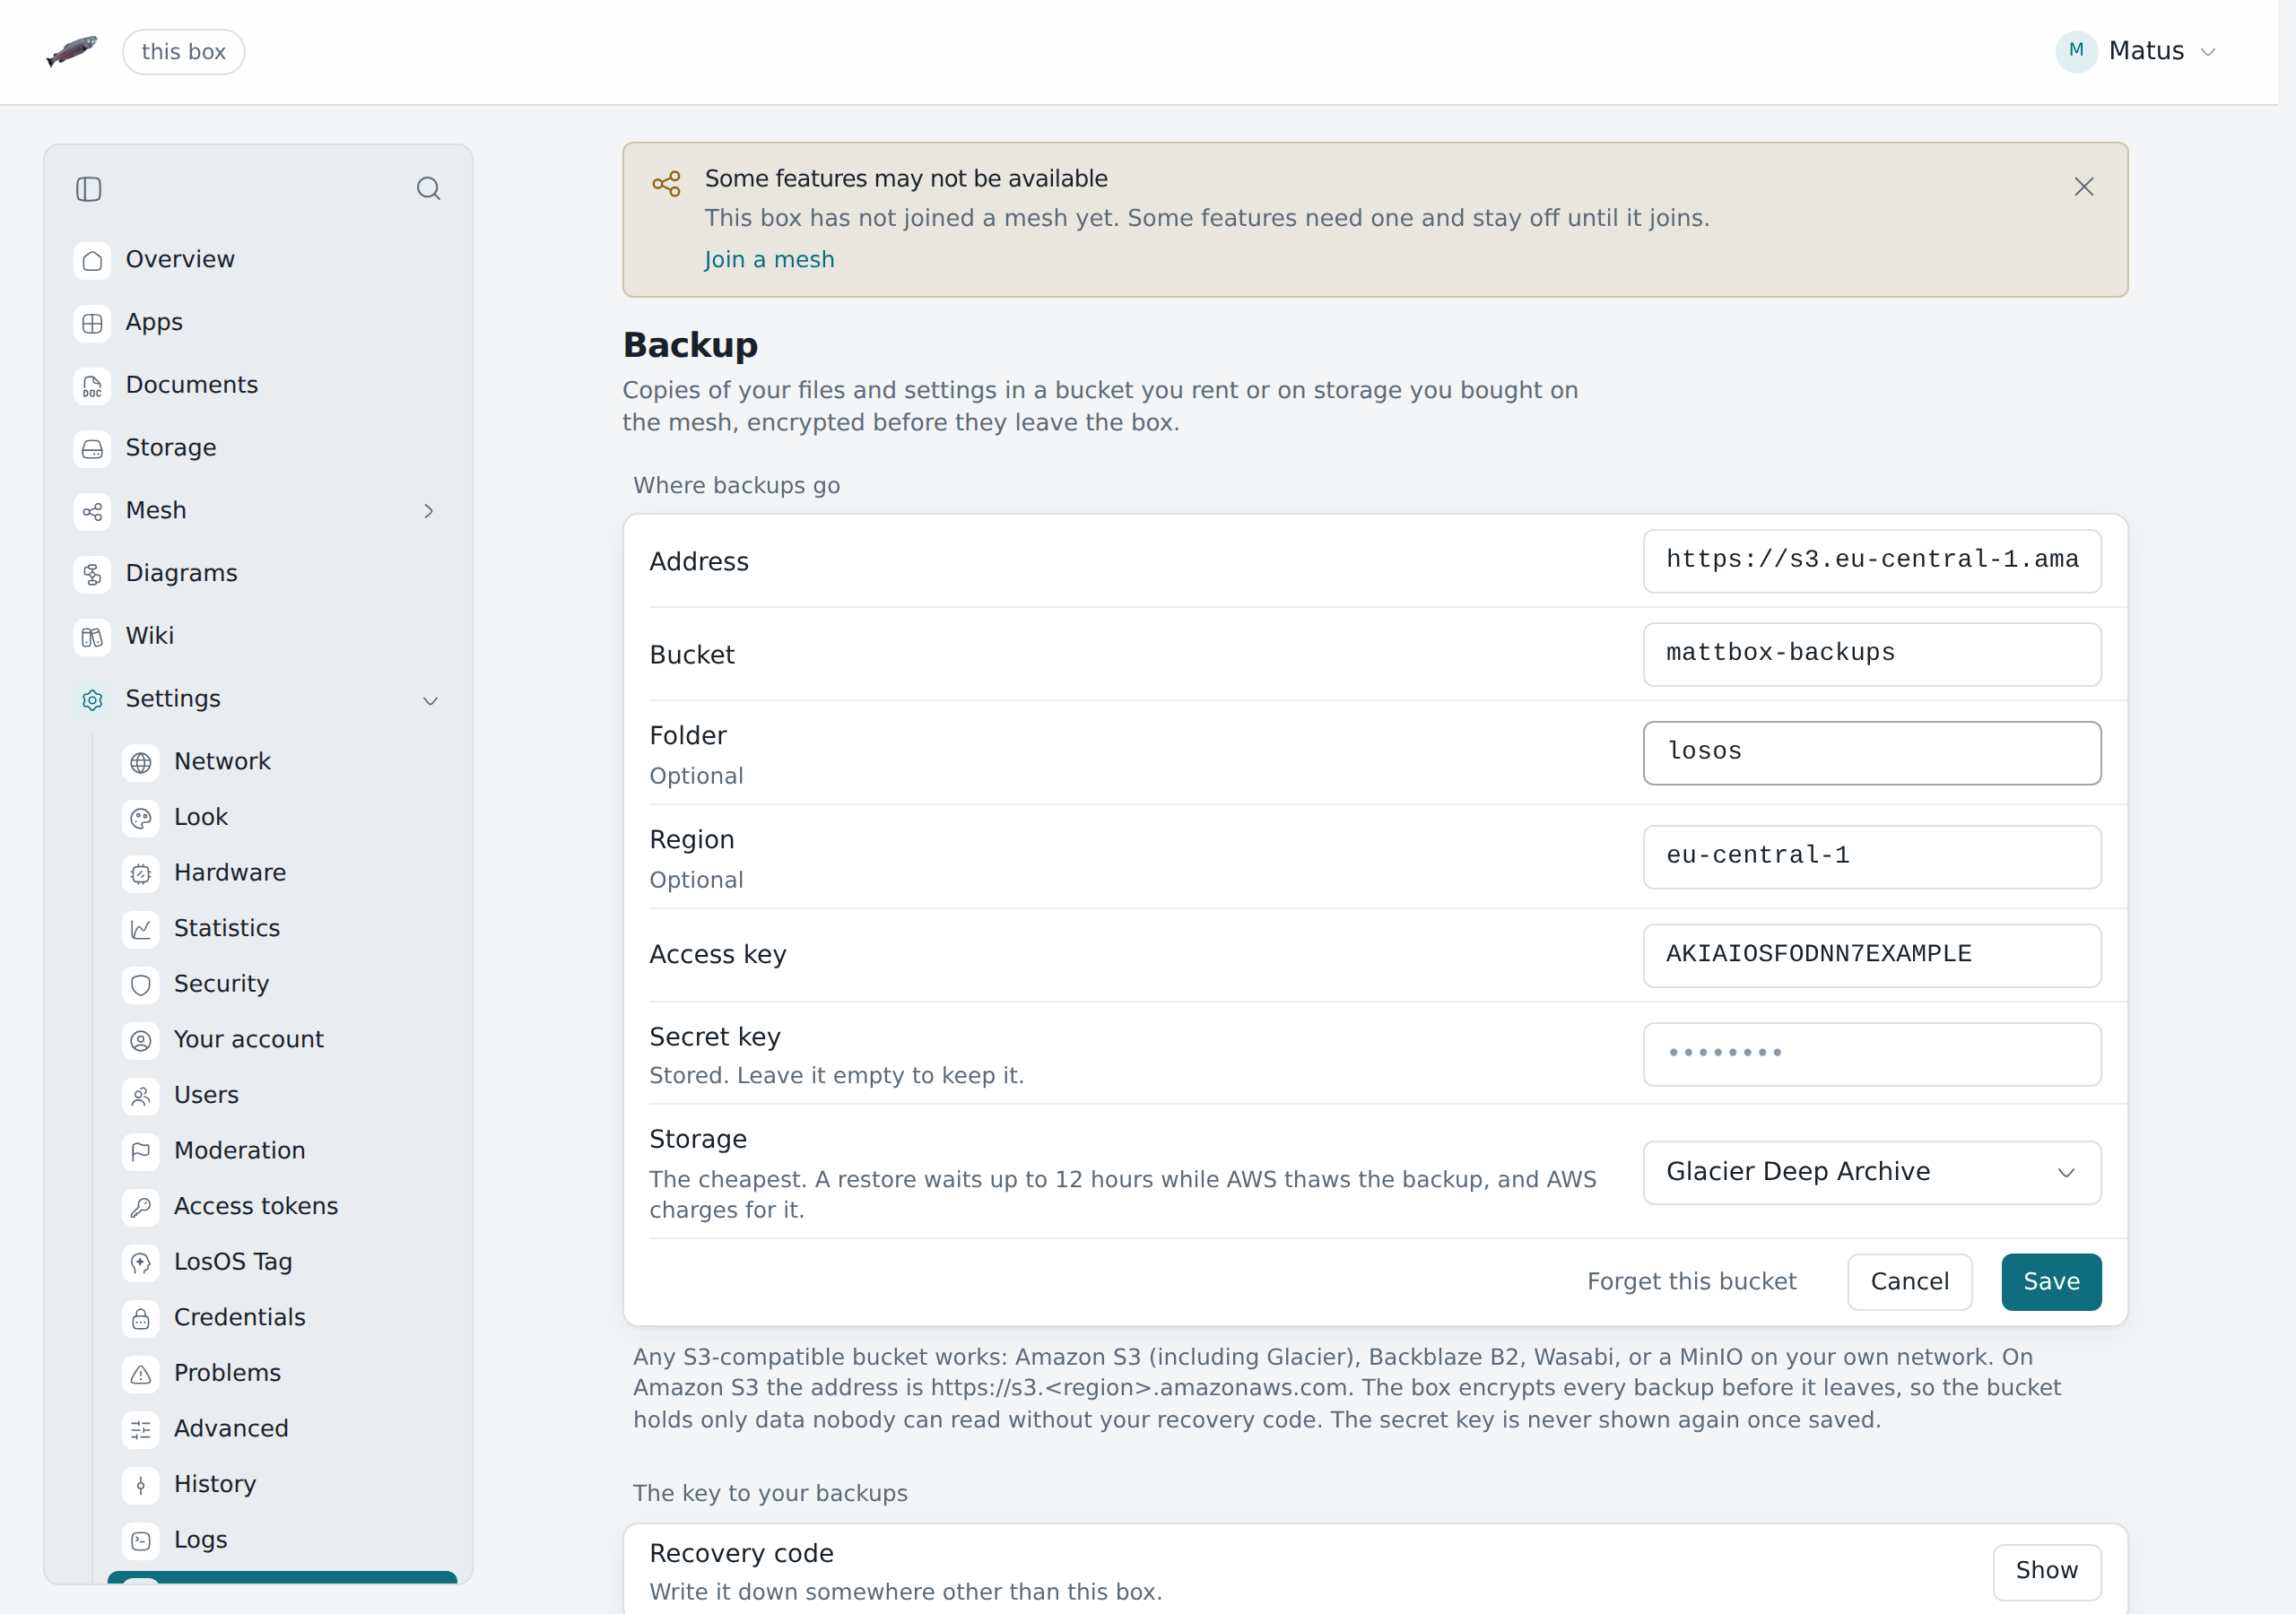 this box
M Matus
Overview
Apps
Documents
Storage
Mesh
Diagrams
Wiki
Settings
Network
Look
Hardware
Statistics
Security
Your account
Users
Moderation
Access tokens
LosOS Tag
Credentials
Problems
Advanced
History
Logs
Some features may not be available
This box has not joined a mesh yet. Some features need one and stay off until it joins.
Join a mesh
Backup
Copies of your files and settings in a bucket you rent or on storage you bought on
the mesh, encrypted before they leave the box.
Where backups go
Address
https://s3.eu-central-1.ama
Bucket
mattbox-backups
Folder
Optional
losos
Region
Optional
eu-central-1
Access key
AKIAIOSFODNN7EXAMPLE
Secret key
Stored. Leave it empty to keep it.
••••••••
Storage
The cheapest. A restore waits up to 12 hours while AWS thaws the backup, and AWS
charges for it.
Glacier Deep Archive
Forget this bucket
Cancel
Save
Any S3-compatible bucket works: Amazon S3 (including Glacier), Backblaze B2, Wasabi, or a MinIO on your own network. On
Amazon S3 the address is https://s3.<region>.amazonaws.com. The box encrypts every backup before it leaves, so the bucket
holds only data nobody can read without your recovery code. The secret key is never shown again once saved.
The key to your backups
Recovery code
Write it down somewhere other than this box.
Show